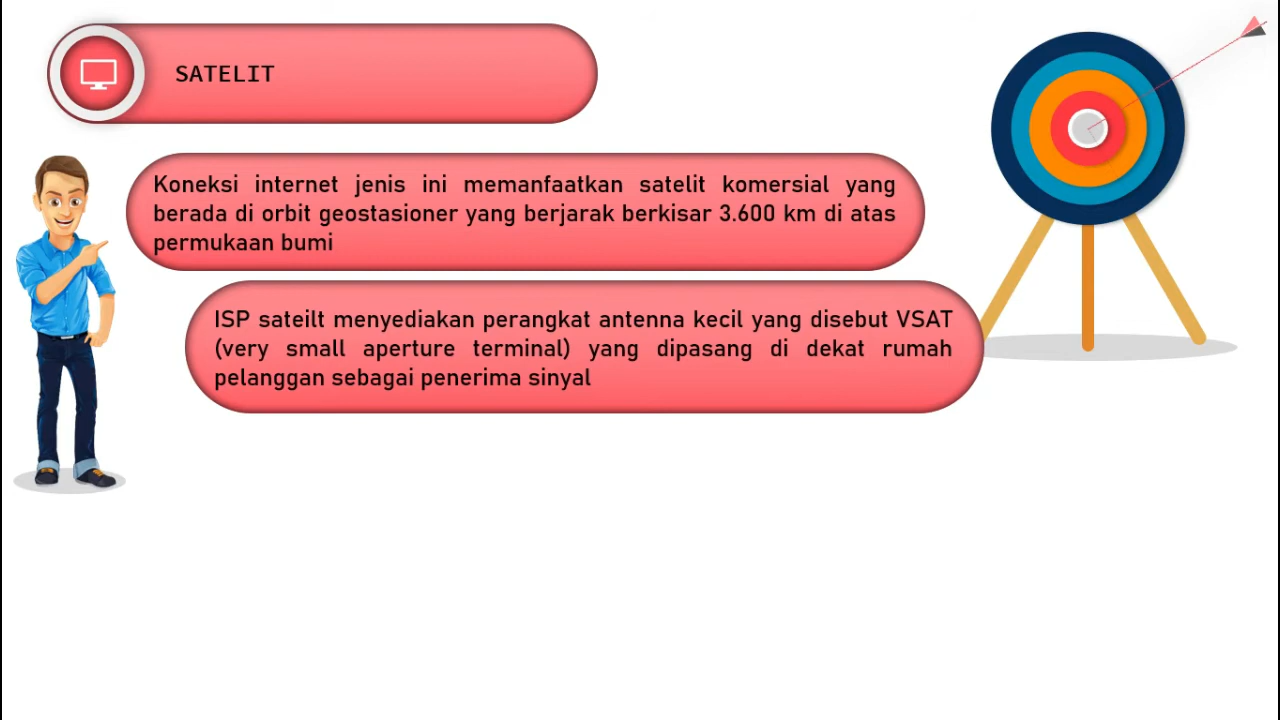 SATELIT
Koneksi internet jenis ini memanfaatkan satelit komersial yang
berada di orbit geostasioner yang berjarak berkisar 3.600 km di atas
permukaan bumi
ISP sateilt menyediakan perangkat antenna kecil yang disebut VSAT
(very small aperture terminal) yang dipasang di dekat rumah
pelanggan sebagai penerima sinyal